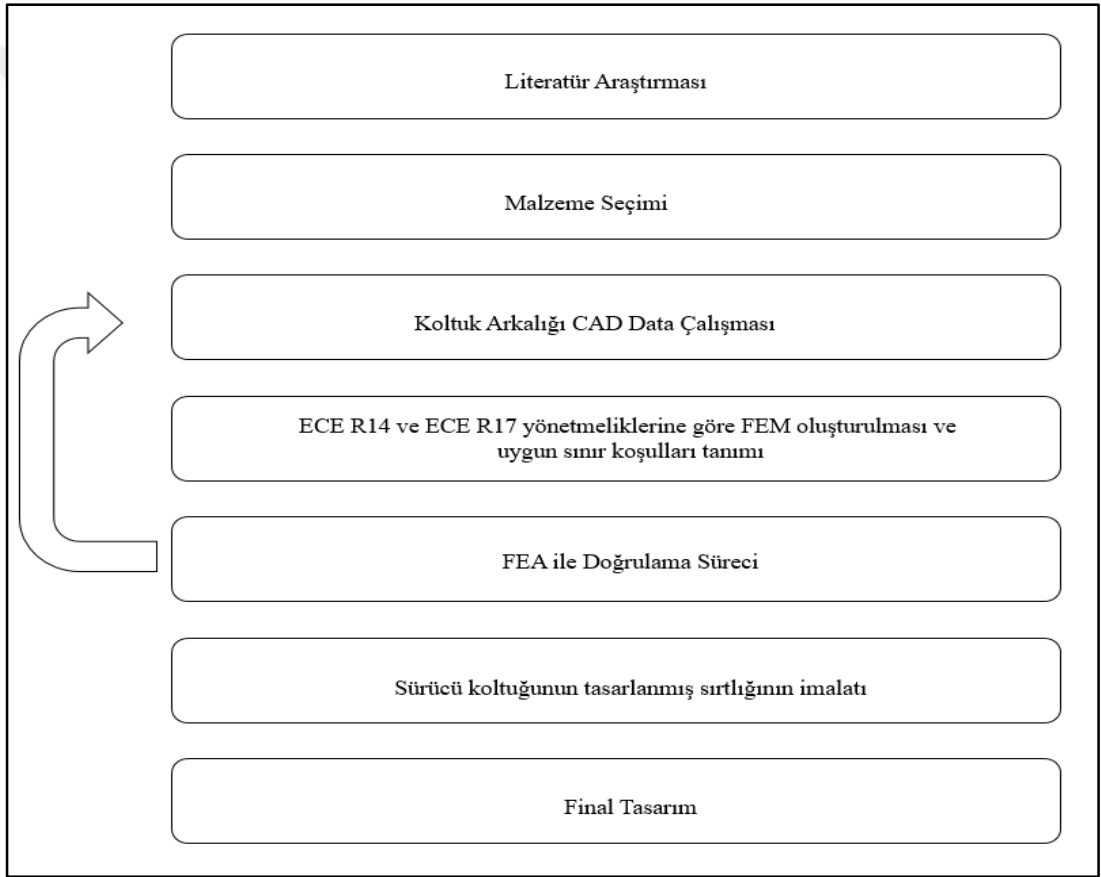 Literatür Araştırması
Malzeme Seçimi
Koltuk Arkalığı CAD Data Çalışması
ECE R14 ve ECE R17 yönetmeliklerine göre FEM oluşturulması ve
uygun sınır koşulları tanımı
FEA ile Doğrulama Süreci
Sürücü koltuğunun tasarlanmış sırtlığının imalatı
Final Tasarım